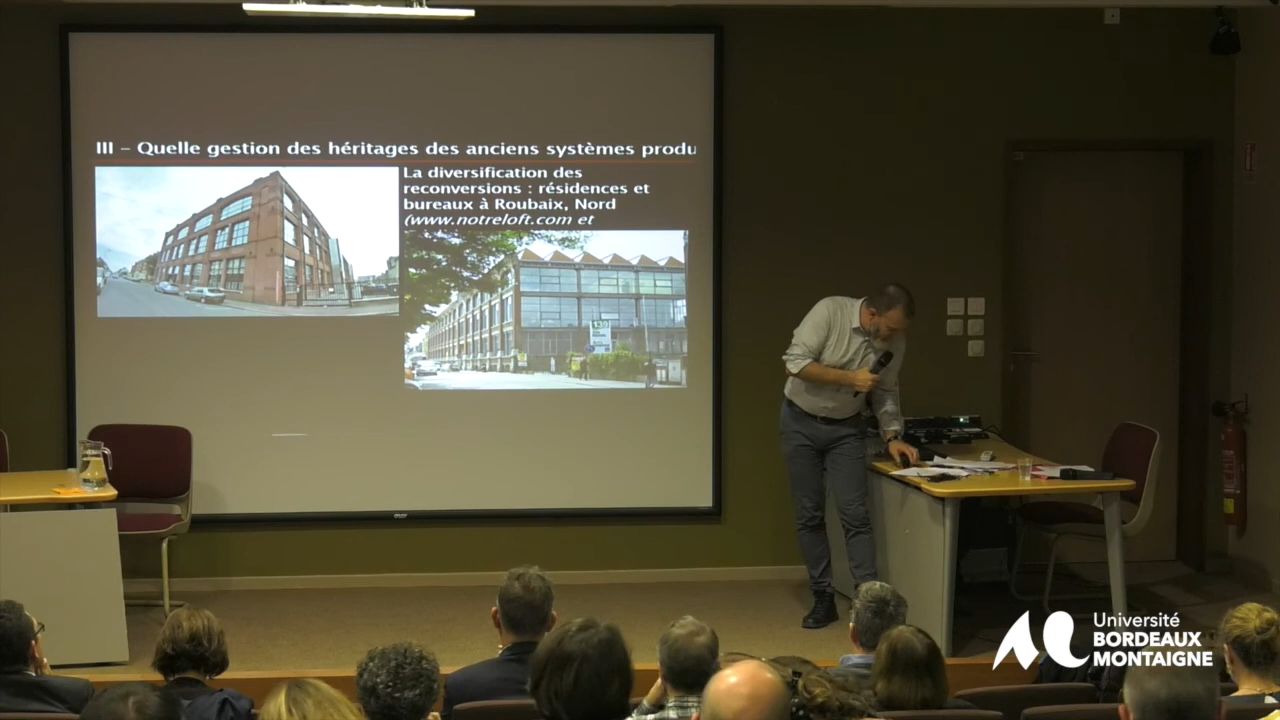 III – Quelle gestion des héritages des anciens systèmes produ
La diversification des
reconversions : résidences et
bureaux à Roubaix, Nord
(www.notreloft.com et
Université
BORDEAUX
MONTAIGNE